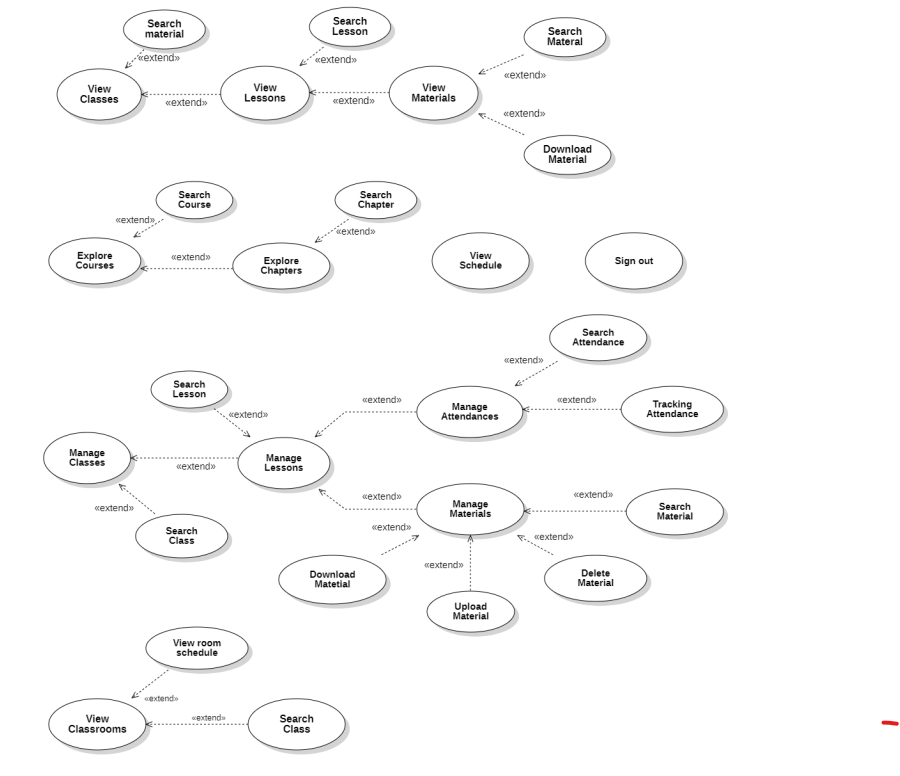 Search
material
Search
Lesson
Search
Materal
«extend»
«extend»
«extend»
View
Classes
View
Lessons
View
Materials
«extend»
«extend»
«extend»
Download
Material
Search
Course
Search
Chapter
«extend»
«extend»
Explore
Courses
«extend»
Explore
Chapters
View
Schedule
Sign out
Search
Attendance
«extend»
Search
Lesson
«extend»
«extend»
«extend»
Manage
Attendances
Tracking
Attendance
Manage
Classes
Manage
Lessons
«extend»
«extend»
«extend»
«extend»
Manage
Materials
Search
Material
Search
Class
«extend»
«extend»
«extend»
Download
Matetial
Delete
Material
Upload
Material
View room
schedule
«extend»
View
Classrooms
«extend»
Search
Class